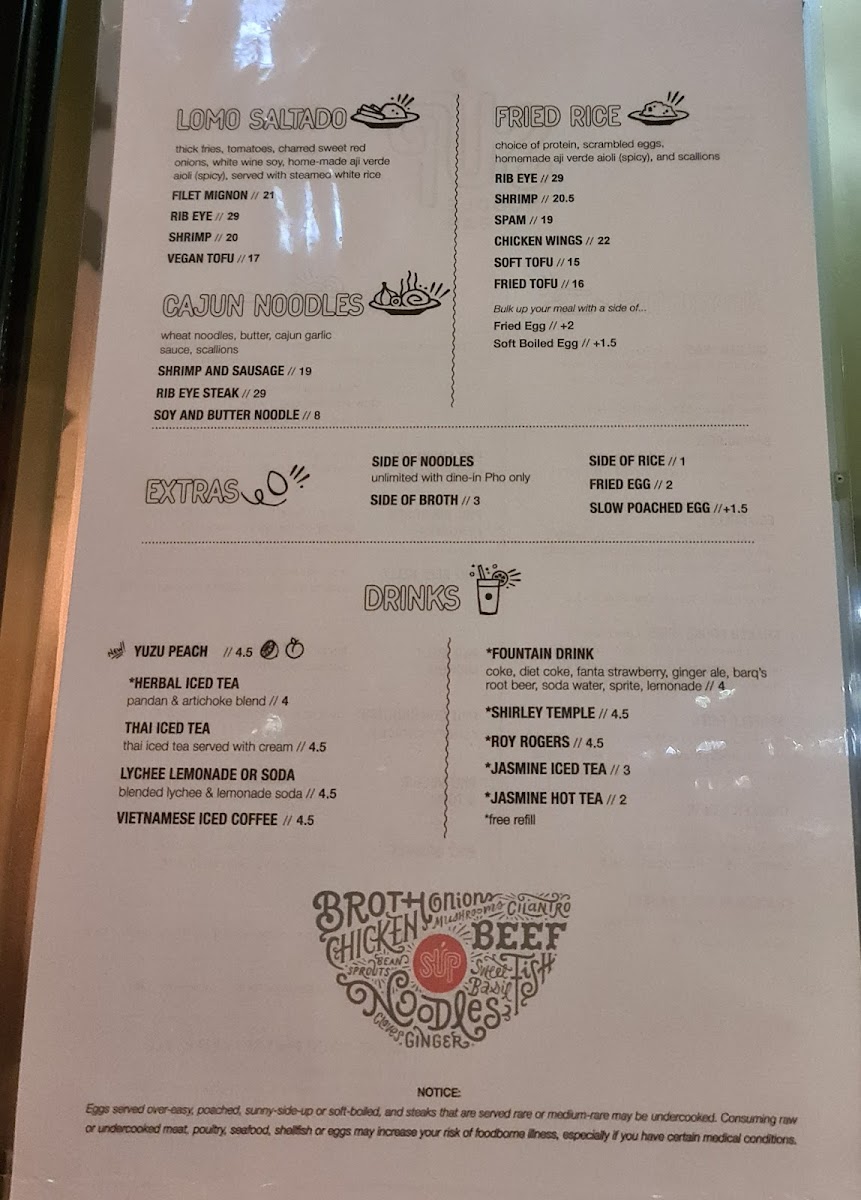 LOMO SALTADO
thick fries, tomatoes, charred sweet red
onions, white wine soy, home-made aji verde
aioli (spicy), served with steamed white rice
FILET MIGNON // 21
RIB EYE // 29
SHRIMP // 20
VEGAN TOFU // 17
CAJUN NOODLES
wheat noodles, butter, cajun garlic
sauce, scallions
SHRIMP AND SAUSAGE // 19
RIB EYE STEAK // 29
SOY AND BUTTER NOODLE // 8
FRIED RICE
choice of protein, scrambled eggs,
homemade aji verde aioli (spicy), and scallions
RIB EYE // 29
SHRIMP // 20.5
SPAM // 19
CHICKEN WINGS // 22
SOFT TOFU // 15
FRIED TOFU // 16
Bulk up your meal with a side of...
Fried Egg // +2
Soft Boiled Egg // +1.5
EXTRAS
SIDE OF NOODLES
unlimited with dine-in Pho only
SIDE OF BROTH // 3
SIDE OF RICE // 1
FRIED EGG // 2
SLOW POACHED EGG //+1.5
DRINKS
New! YUZU PEACH // 4.5
*HERBAL ICED TEA
pandan & artichoke blend // 4
THAI ICED TEA
thai iced tea served with cream // 4.5
LYCHEE LEMONADE OR SODA
blended lychee & lemonade soda // 4.5
VIETNAMESE ICED COFFEE // 4.5
*FOUNTAIN DRINK
coke, diet coke, fanta strawberry, ginger ale, barq's
root beer, soda water, sprite, lemonade // 4
*SHIRLEY TEMPLE // 4.5
*ROY ROGERS // 4.5
*JASMINE ICED TEA // 3
*JASMINE HOT TEA // 2
*free refill
BROTH onions
MUSHROOMS CILANTRO
CHICKEN BEEF
BEAN
SPROUTS
SÚP
Sweet
Basil
FISH
NOODLES
Cloves
GINGER
NOTICE:
Eggs served over-easy, poached, sunny-side-up or soft-boiled, and steaks that are served rare or medium-rare may be undercooked. Consuming raw
or undercooked meat, poultry, seafood, shellfish or eggs may increase your risk of foodborne illness, especially if you have certain medical conditions.